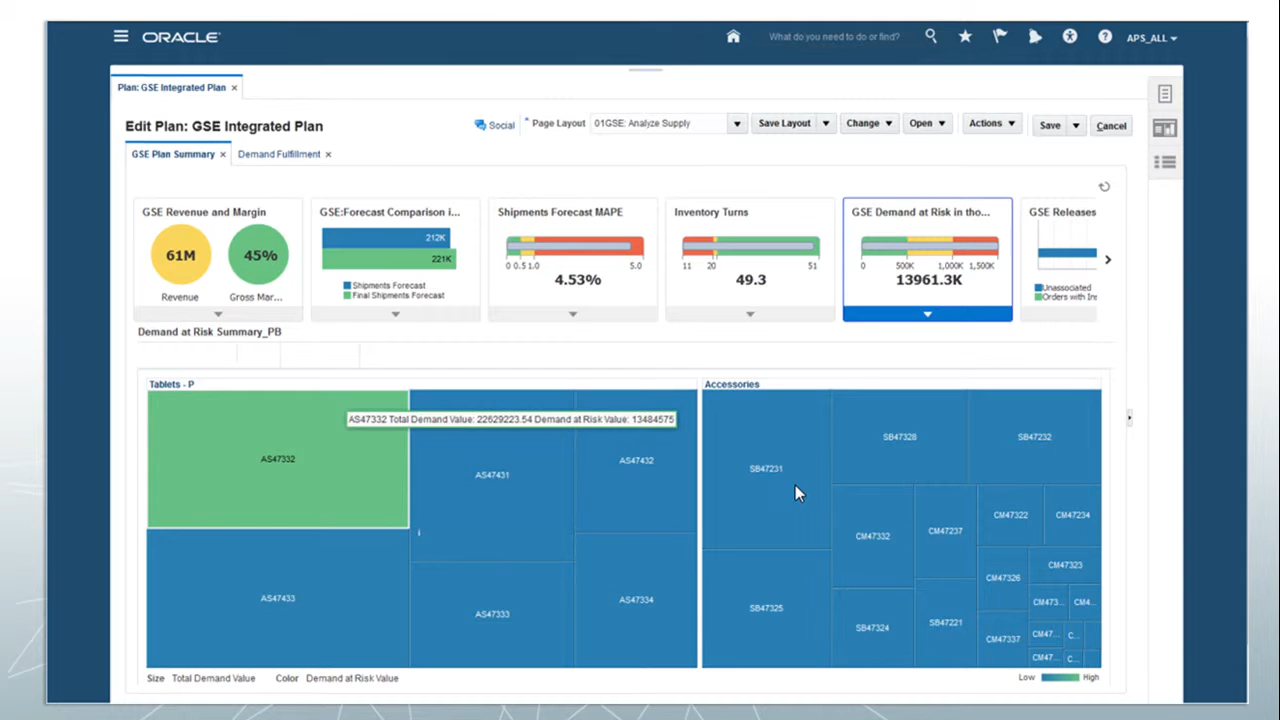 ORACLE
What do you need to do or find?
APS_ALL
Plan: GSE Integrated Plan
Edit Plan: GSE Integrated Plan
Social
* Page Layout
01GSE: Analyze Supply
Save Layout
Change
Open
Actions
Save
Cancel
GSE Plan Summary
Demand Fulfillment
GSE Revenue and Margin
61M
45%
Revenue
Gross Mar...
GSE:Forecast Comparison i...
212K
221K
Shipments Forecast
Final Shipments Forecast
Shipments Forecast MAPE
0 0.5 1.0 5.0
4.53%
Inventory Turns
11 20 51
49.3
GSE Demand at Risk in tho...
0 500K 1,000K 1,500K
13961.3K
GSE Releases
Unassociated
Orders with In
Demand at Risk Summary_PB
Tablets - P
AS47332 Total Demand Value: 22629223.54 Demand at Risk Value: 13484575
AS47332
AS47431
AS47432
AS47433
AS47333
AS47334
Accessories
SB47231
SB47328
SB47232
CM47332
CM47237
CM47322
CM47234
CM47323
CM47326
SB47325
SB47324
SB47221
CM47337
CM473...
CM4...
CM47...
C...
CM47...
C...
Size Total Demand Value Color Demand at Risk Value
Low High